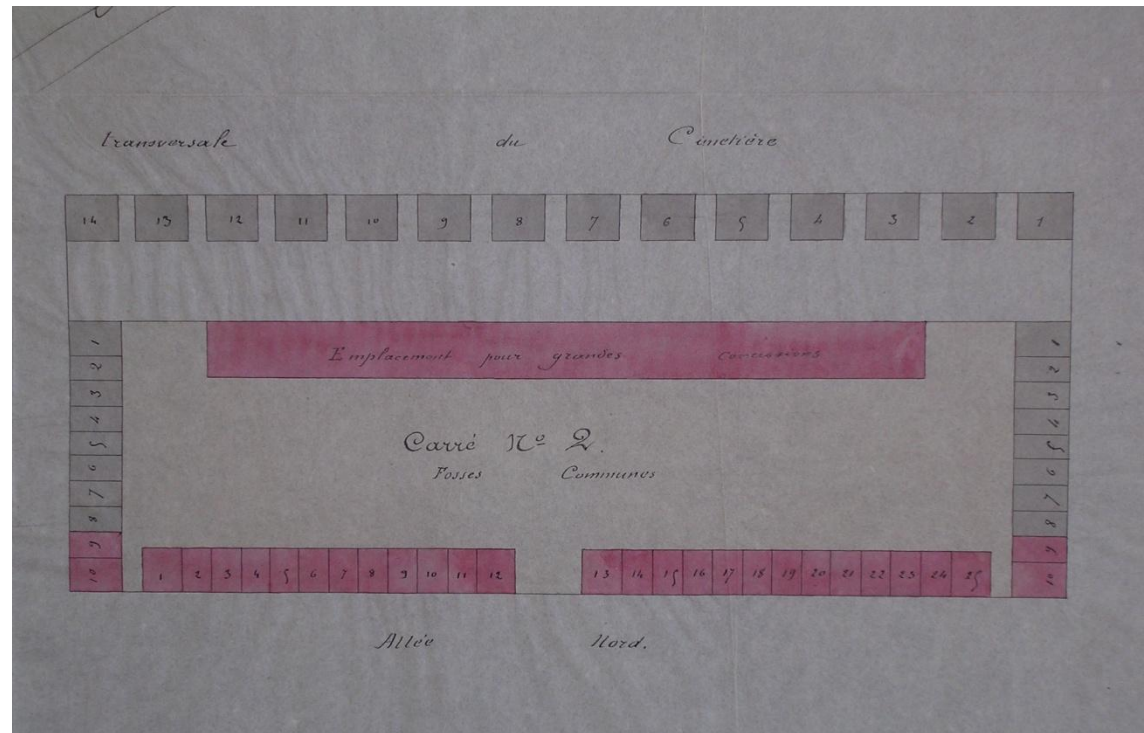 Transversale du Cimetière
14 13 12 11 10 9 8 7 6 5 4 3 2 1
Emplacement pour grandes concessions
1
2
3
4
5
6
7
8
9
10
Carré Nº 2.
Fosses Communes
1
2
3
4
5
6
7
8
9
10
1 2 3 4 5 6 7 8 9 10 11 12
13 14 15 16 17 18 19 20 21 22 23 24 25
Allée Nord.